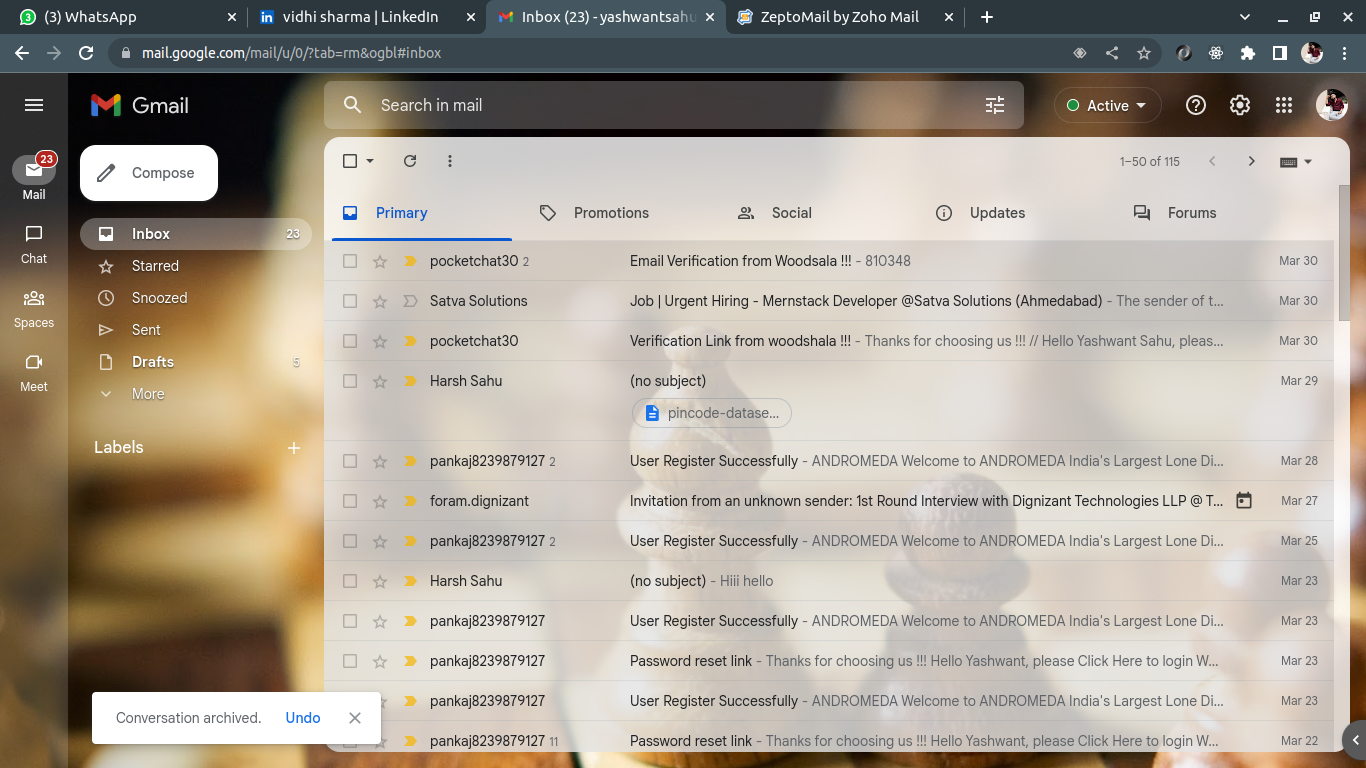 (3) WhatsApp
vidhi sharma | LinkedIn
Inbox (23) - yashwantsahu
ZeptoMail by Zoho Mail
mail.google.com/mail/u/0/?tab=rm&ogbl#inbox
Gmail
Search in mail
Active
23
Mail
Chat
Spaces
Meet
Compose
Inbox 23
Starred
Snoozed
Sent
Drafts 5
More
Labels
1–50 of 115
Primary
Promotions
Social
Updates
Forums
pocketchat30 2 Email Verification from Woodsala !!! - 810348 Mar 30
Satva Solutions Job | Urgent Hiring - Mernstack Developer @Satva Solutions (Ahmedabad) - The sender of t... Mar 30
pocketchat30 Verification Link from woodshala !!! - Thanks for choosing us !!! // Hello Yashwant Sahu, pleas... Mar 30
Harsh Sahu (no subject) Mar 29
pincode-datase...
pankaj8239879127 2 User Register Successfully - ANDROMEDA Welcome to ANDROMEDA India's Largest Lone Di... Mar 28
foram.dignizant Invitation from an unknown sender: 1st Round Interview with Dignizant Technologies LLP @ T... Mar 27
pankaj8239879127 2 User Register Successfully - ANDROMEDA Welcome to ANDROMEDA India's Largest Lone Di... Mar 25
Harsh Sahu (no subject) - Hiii hello Mar 23
pankaj8239879127 User Register Successfully - ANDROMEDA Welcome to ANDROMEDA India's Largest Lone Di... Mar 23
pankaj8239879127 Password reset link - Thanks for choosing us !!! Hello Yashwant, please Click Here to login W... Mar 23
pankaj8239879127 User Register Successfully - ANDROMEDA Welcome to ANDROMEDA India's Largest Lone Di... Mar 23
pankaj8239879127 11 Password reset link - Thanks for choosing us !!! Hello Yashwant, please Click Here to login W... Mar 22
Conversation archived. Undo